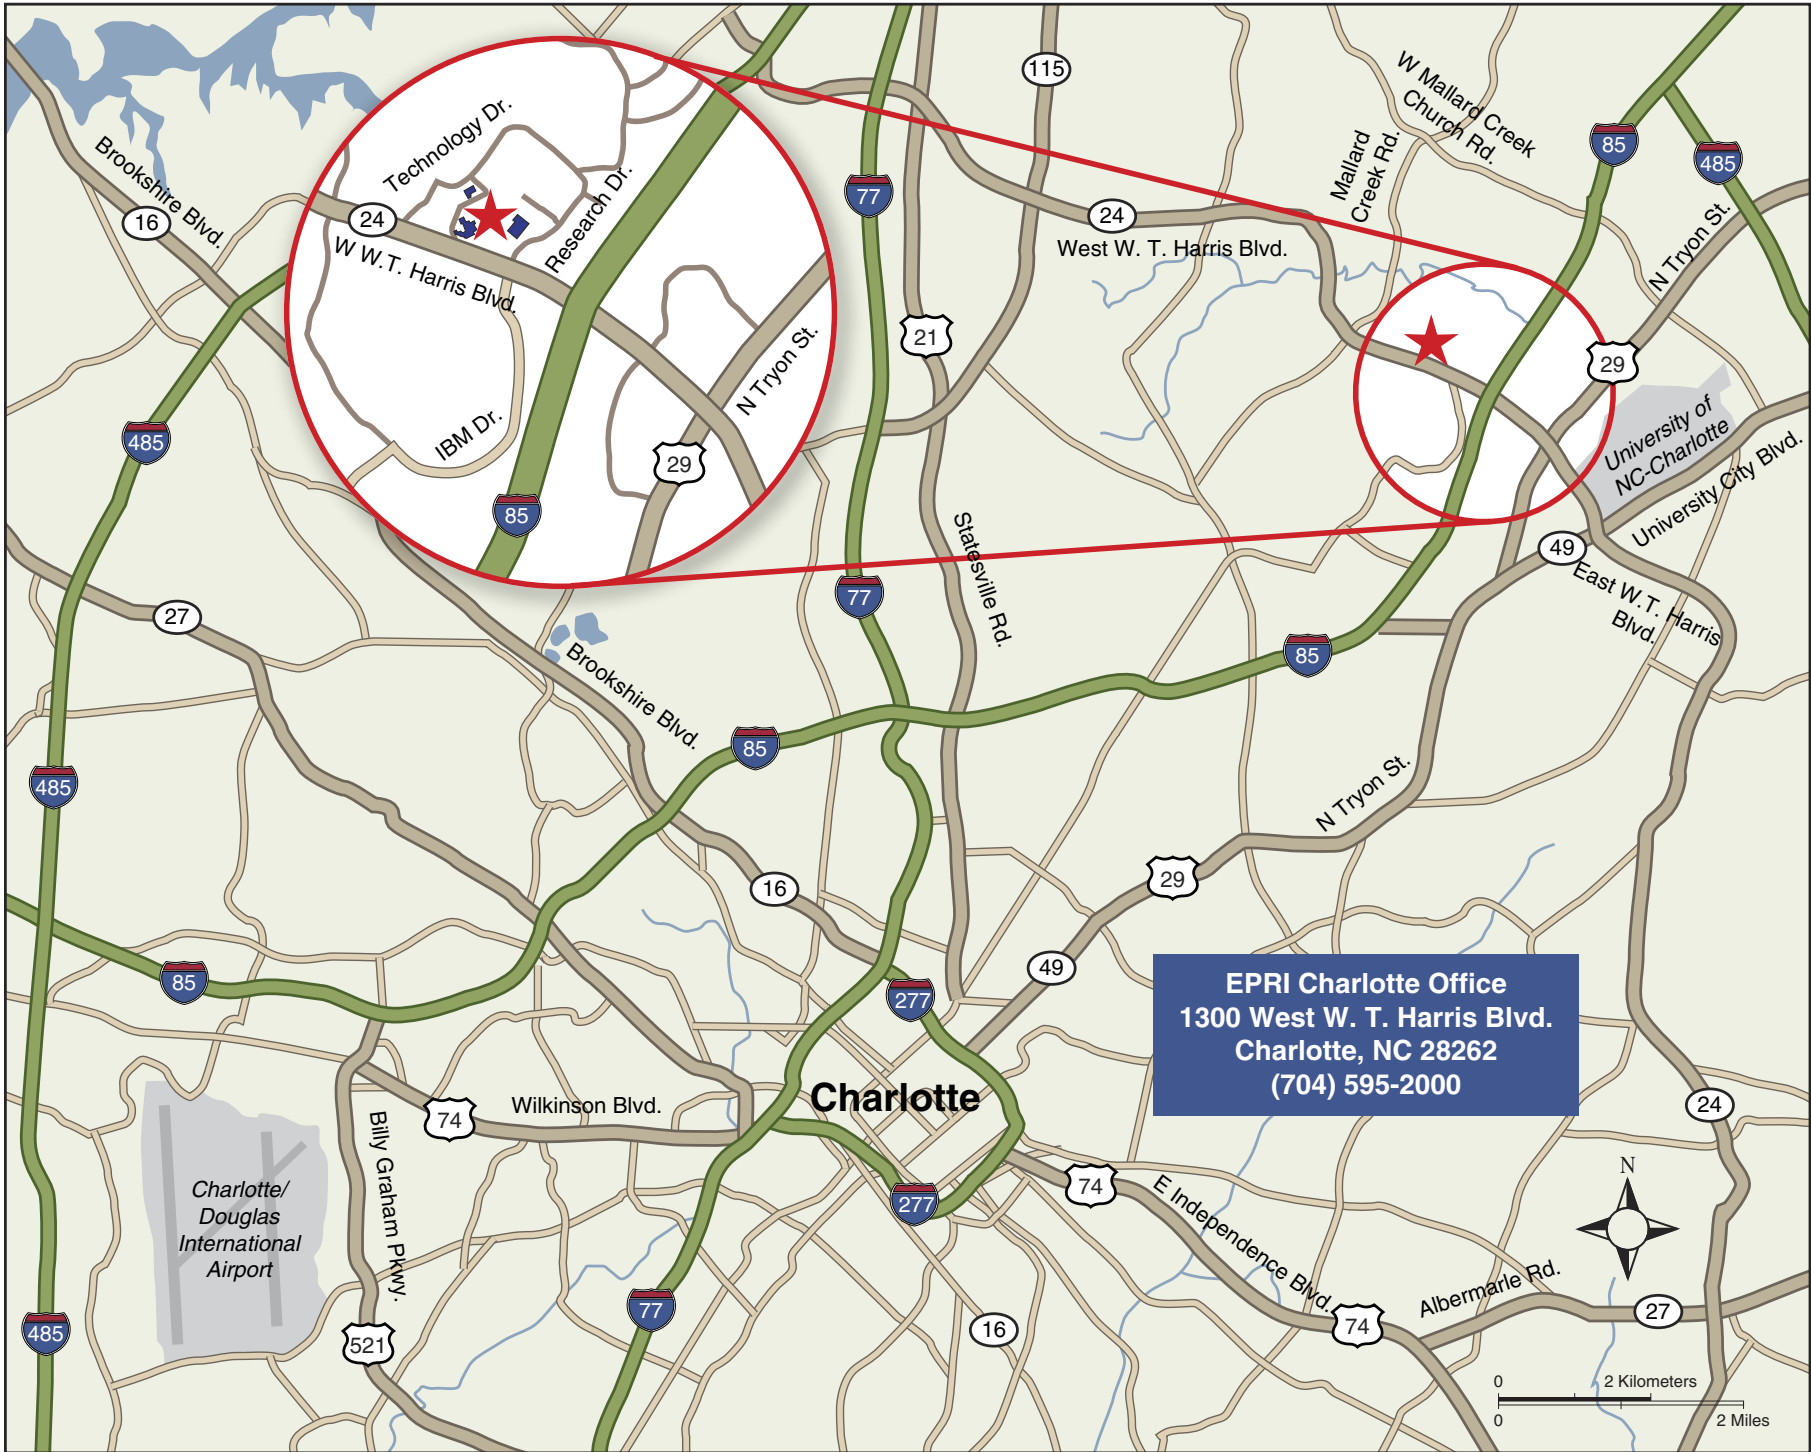 115
W Mallard Creek
Church Rd.
Mallard
Creek Rd.
85
485
Technology Dr.
Brookshire Blvd.
16
24
W W.T. Harris Blvd.
Research Dr.
77
24
West W. T. Harris Blvd.
N Tryon St.
21
29
N Tryon St.
IBM Dr.
29
85
485
University of
NC-Charlotte
University City Blvd.
49
East W.T. Harris
Blvd.
Statesville Rd.
77
27
Brookshire Blvd.
85
85
485
N Tryon St.
16
29
49
85
277
EPRI Charlotte Office
1300 West W. T. Harris Blvd.
Charlotte, NC 28262
(704) 595-2000
Charlotte
Wilkinson Blvd.
74
Billy Graham Pkwy.
24
N
Charlotte/
Douglas
International
Airport
277
74
E Independence Blvd.
Albermarle Rd.
27
77
16
74
485
521
0
2 Kilometers
0
2 Miles